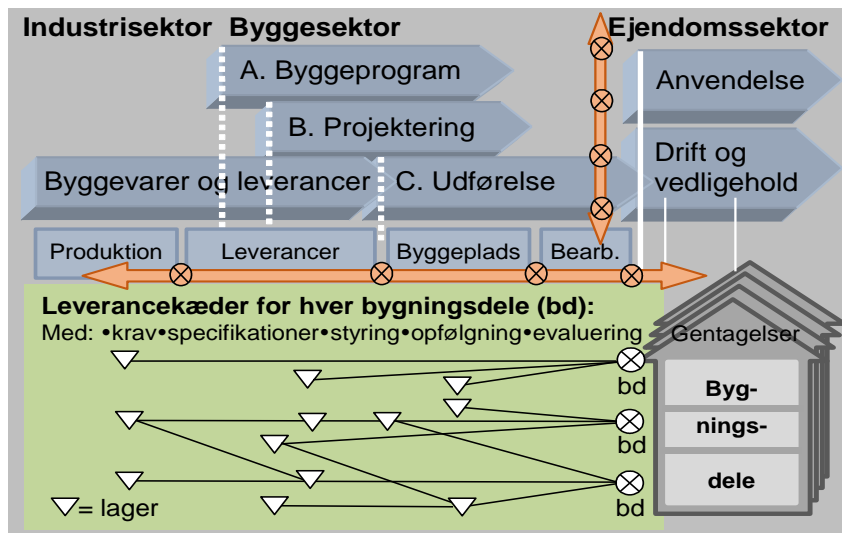 Industrisektor Byggesektor Ejendomssektor
A. Byggeprogram
Anvendelse
B. Projektering
Drift og
vedligehold
Byggevarer og leverancer
C. Udførelse
Produktion
Leverancer
Byggeplads
Bearb.
Leverancekæder for hver bygningsdele (bd):
Med: •krav•specifikationer•styring•opfølgning•evaluering
Gentagelser
bd
Byg-
bd
nings-
bd
dele
= lager